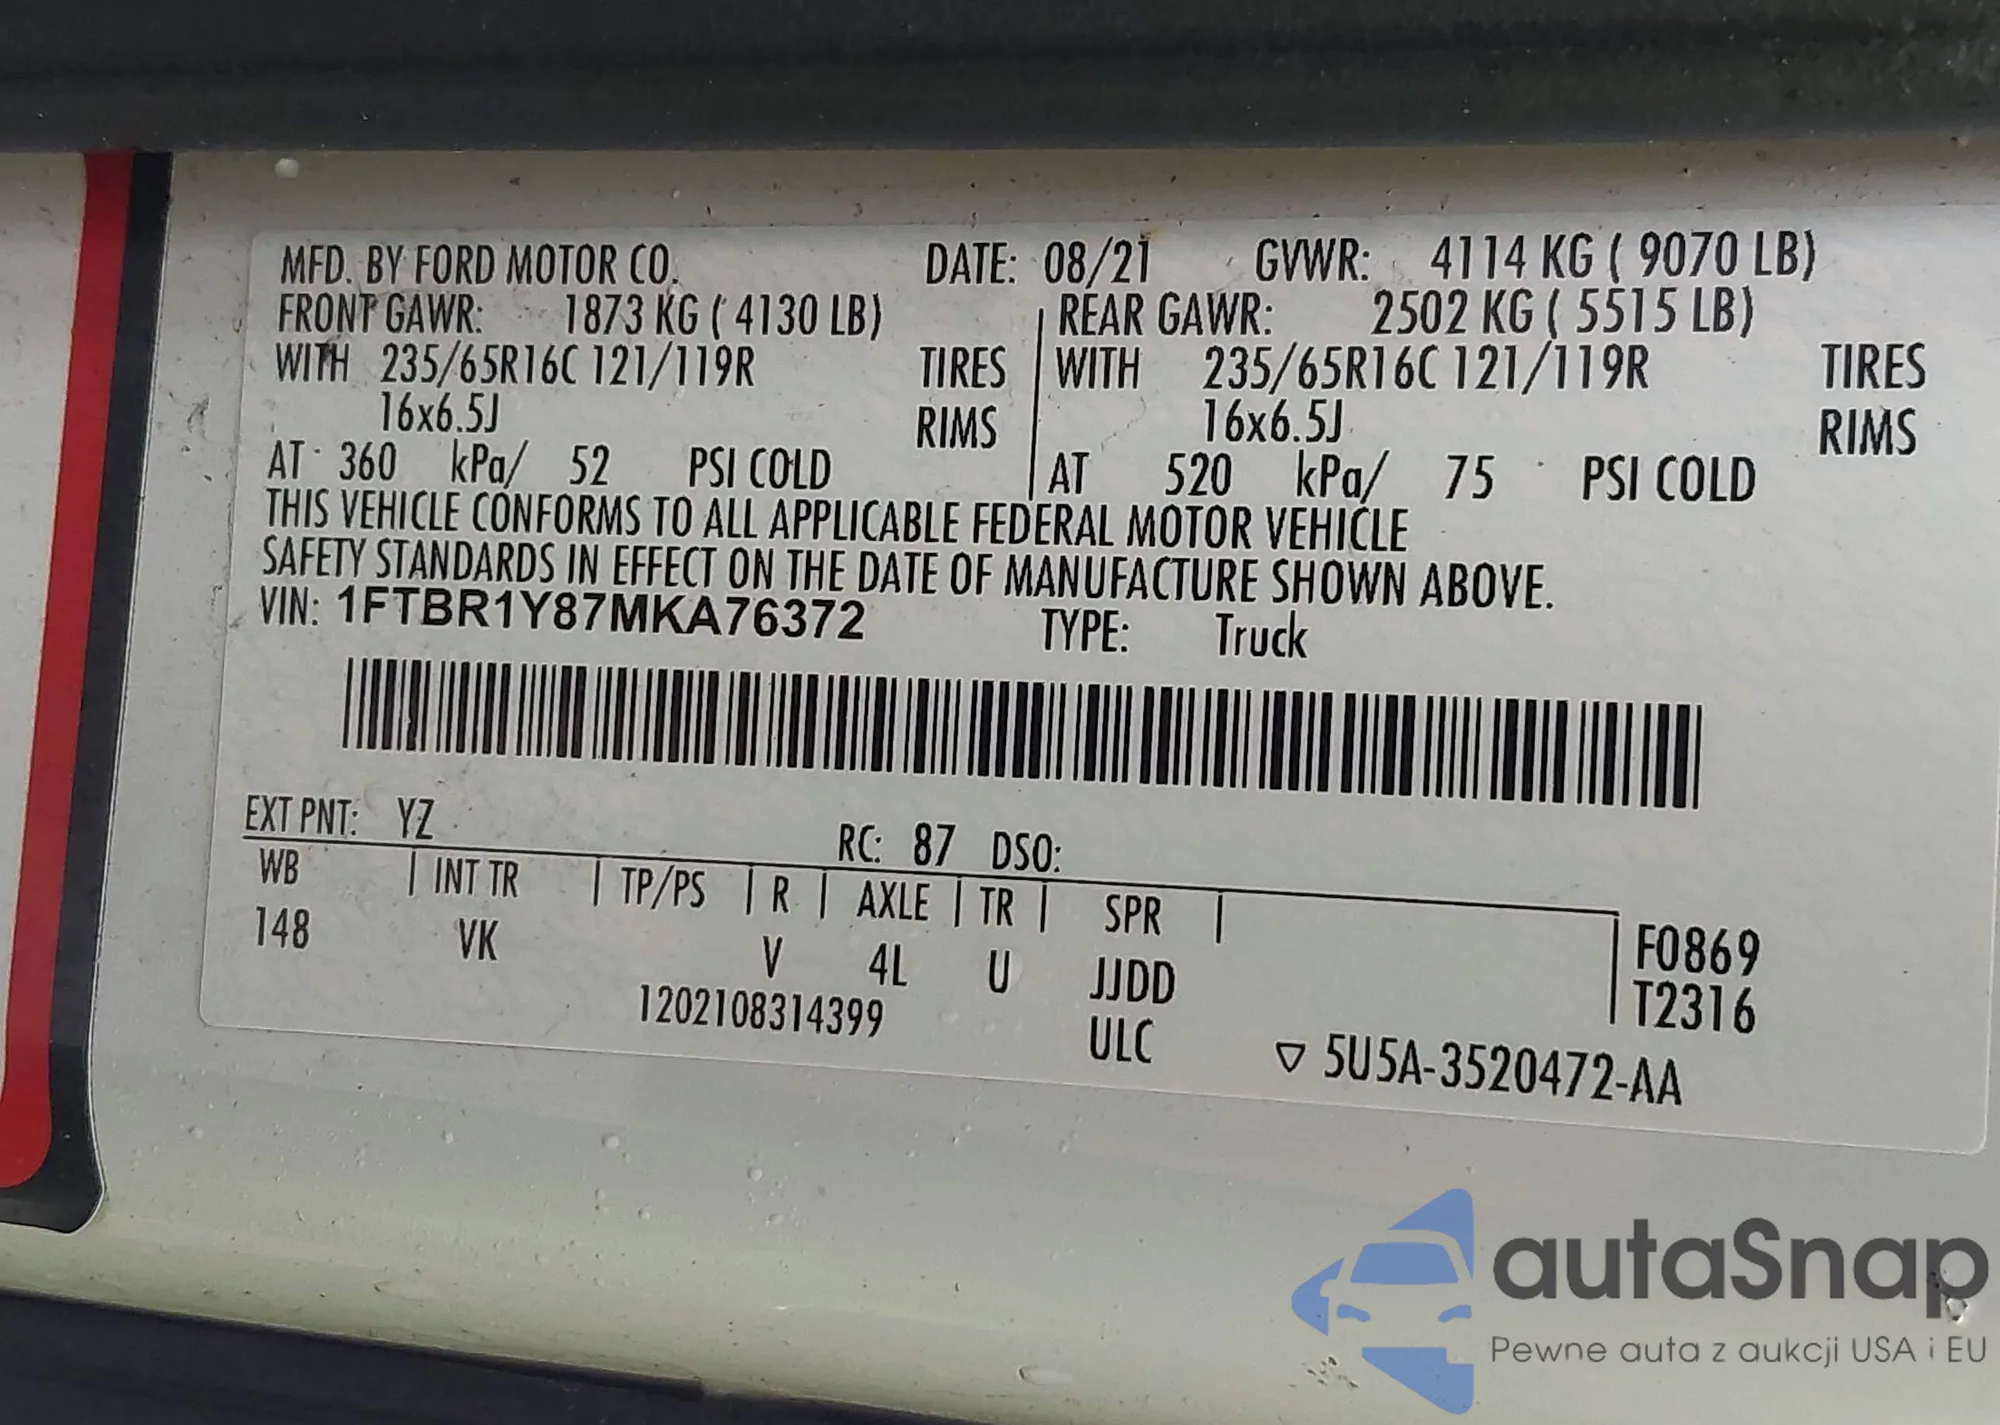 MFD. BY FORD MOTOR CO. DATE: 08/21 GVWR: 4114 KG ( 9070 LB)
FRONT GAWR: 1873 KG ( 4130 LB) REAR GAWR: 2502 KG ( 5515 LB)
WITH 235/65R16C 121/119R TIRES WITH 235/65R16C 121/119R TIRES
16x6.5J RIMS 16x6.5J RIMS
AT 360 kPa/ 52 PSI COLD AT 520 kPa/ 75 PSI COLD
THIS VEHICLE CONFORMS TO ALL APPLICABLE FEDERAL MOTOR VEHICLE
SAFETY STANDARDS IN EFFECT ON THE DATE OF MANUFACTURE SHOWN ABOVE.
VIN: 1FTBR1Y87MKA76372 TYPE: Truck
EXT PNT: YZ RC: 87 DSO:
WB INT TR TP/PS R AXLE TR SPR
148 VK V 4L U JJDD F0869
1202108314399 ULC T2316
▽ 5U5A-3520472-AA
autaSnap
Pewne auta z aukcji USA i EU